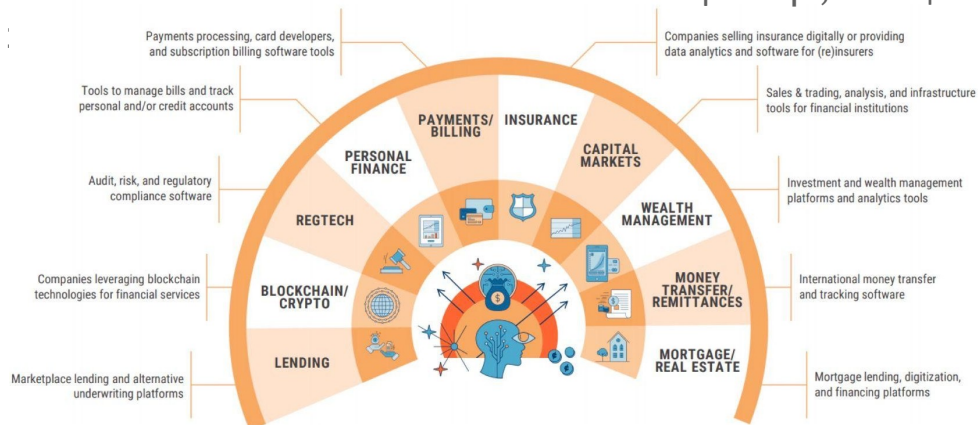 Payments processing, card developers,
and subscription billing software tools
Companies selling insurance digitally or providing
data analytics and software for (re)insurers
Tools to manage bills and track
personal and/or credit accounts
Sales & trading, analysis, and infrastructure
tools for financial institutions
PAYMENTS/
BILLING
INSURANCE
PERSONAL
FINANCE
CAPITAL
MARKETS
Audit, risk, and regulatory
compliance software
REGTECH
WEALTH
MANAGEMENT
Investment and wealth management
platforms and analytics tools
Companies leveraging blockchain
technologies for financial services
BLOCKCHAIN/
CRYPTO
MONEY
TRANSFER/
REMITTANCES
International money transfer
and tracking software
LENDING
MORTGAGE/
REAL ESTATE
Marketplace lending and alternative
underwriting platforms
Mortgage lending, digitization,
and financing platforms
$